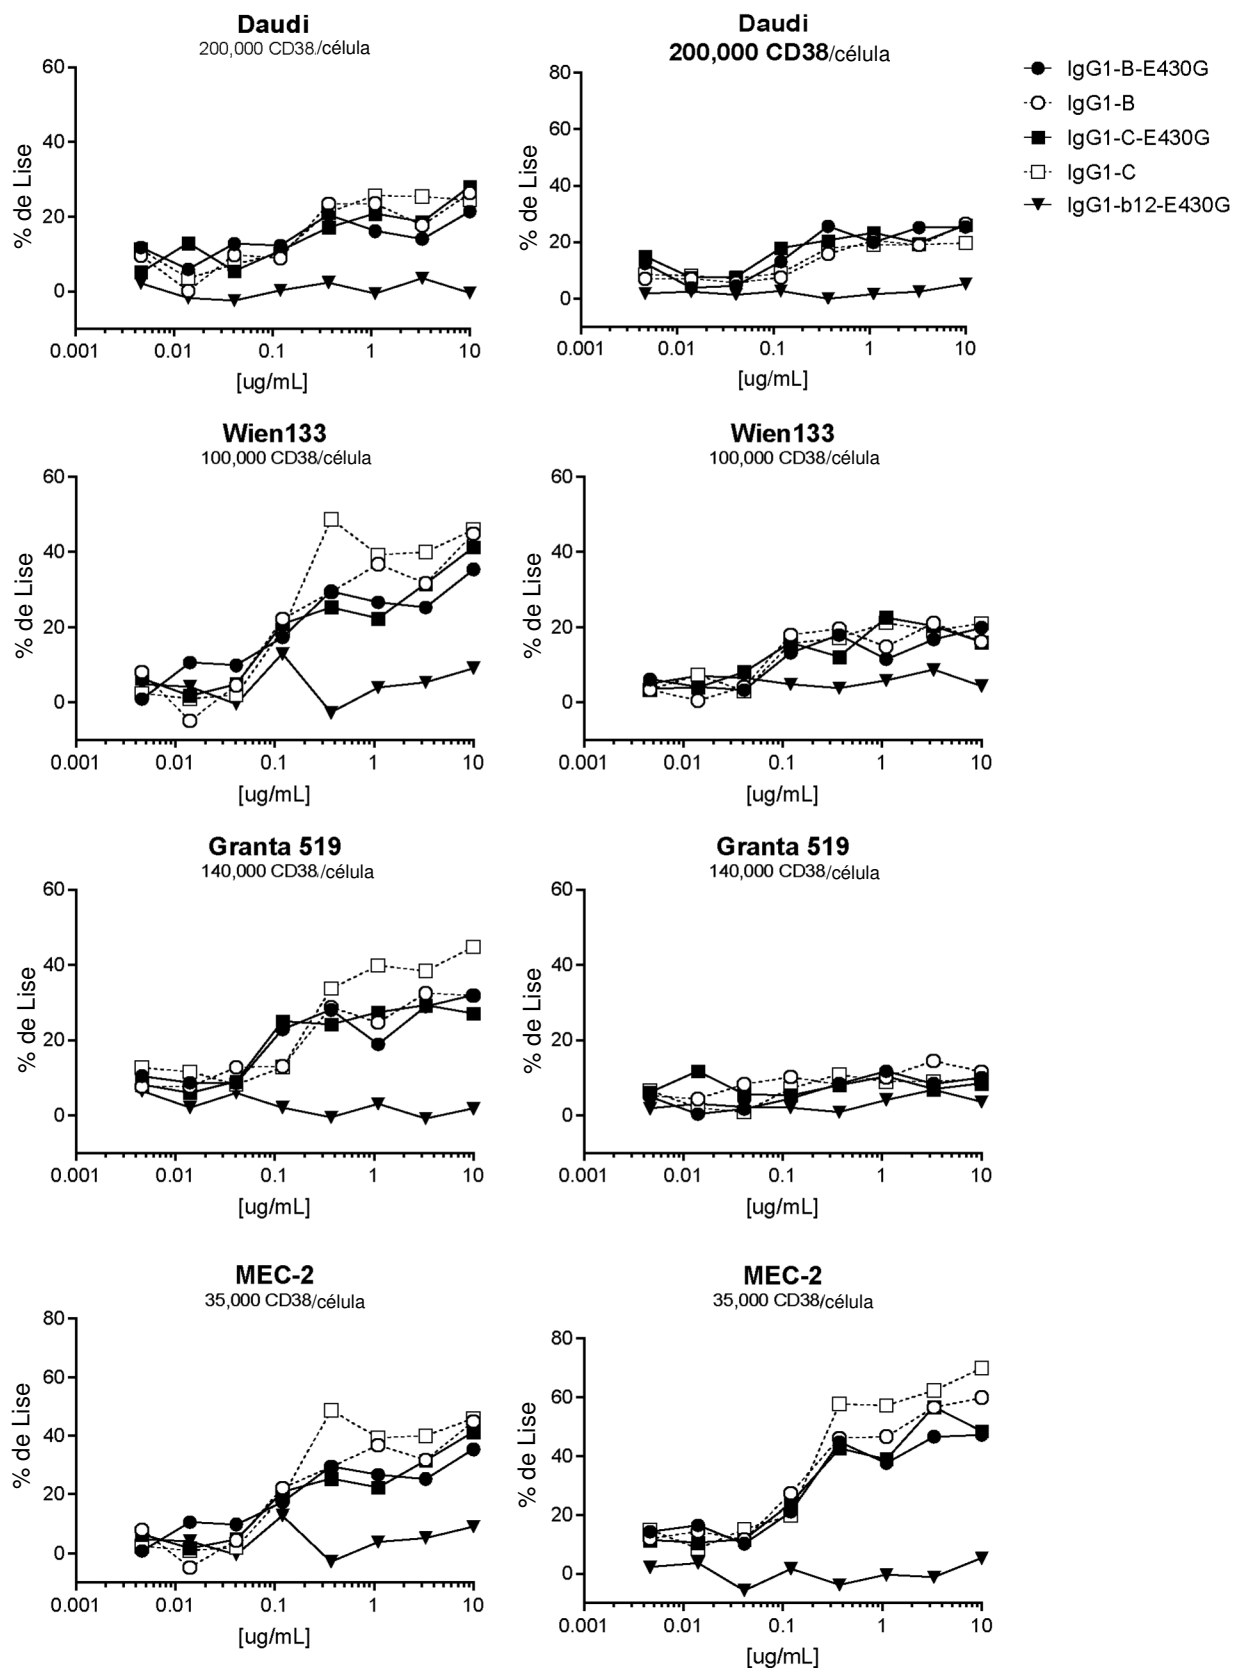 Daudi
200,000 CD38/célula
60
40
20
0
% de Lise
0.001
0.01
0.1
1
10
[ug/mL]
Daudi
200,000 CD38/célula
80
60
40
20
0
% de Lise
0.001
0.01
0.1
1
10
[ug/mL]
IgG1-B-E430G
IgG1-B
IgG1-C-E430G
IgG1-C
IgG1-b12-E430G
Wien133
100,000 CD38/célula
60
40
20
0
% de Lise
0.001
0.01
0.1
1
10
[ug/mL]
Wien133
100,000 CD38/célula
60
40
20
0
% de Lise
0.001
0.01
0.1
1
10
[ug/mL]
Granta 519
140,000 CD38/célula
60
40
20
0
% de Lise
0.001
0.01
0.1
1
10
[ug/mL]
Granta 519
140,000 CD38/célula
60
40
20
0
% de Lise
0.001
0.01
0.1
1
10
[ug/mL]
MEC-2
35,000 CD38/célula
80
60
40
20
0
% de Lise
0.001
0.01
0.1
1
10
[ug/mL]
MEC-2
35,000 CD38/célula
80
60
40
20
0
% de Lise
0.001
0.01
0.1
1
10
[ug/mL]